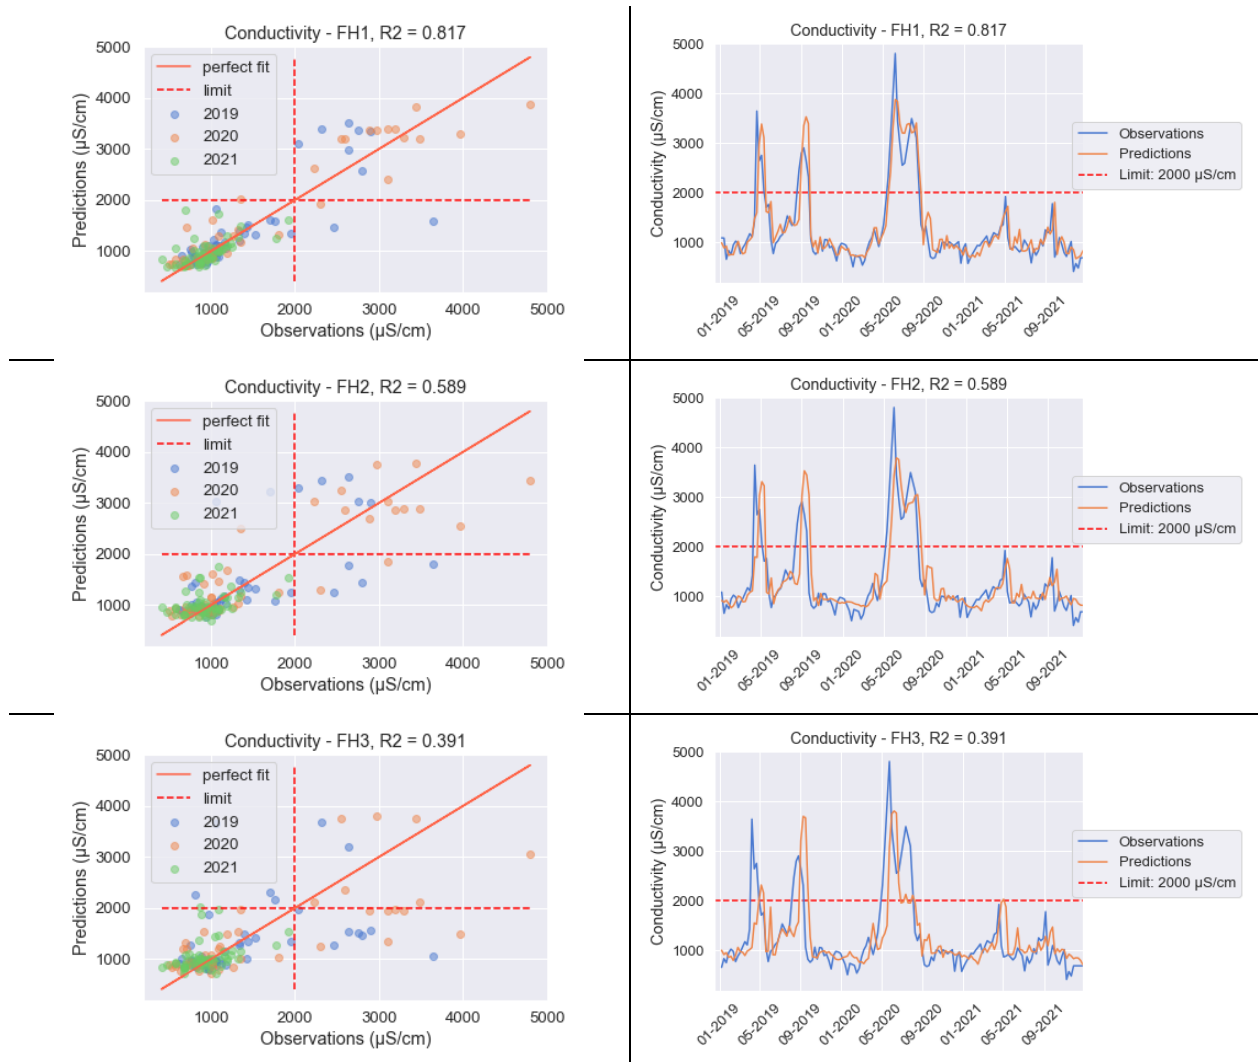 Conductivity - FH1, R2 = 0.817
5000
4000
3000
2000
1000
Predictions (µS/cm)
perfect fit
limit
2019
2020
2021
1000 2000 3000 4000 5000
Observations (µS/cm)
Conductivity - FH1, R2 = 0.817
5000
4000
3000
2000
1000
Conductivity (µS/cm)
Observations
Predictions
Limit: 2000 µS/cm
01-2019 05-2019 09-2019 01-2020 05-2020 09-2020 01-2021 05-2021 09-2021
Conductivity - FH2, R2 = 0.589
5000
4000
3000
2000
1000
Predictions (µS/cm)
perfect fit
limit
2019
2020
2021
1000 2000 3000 4000 5000
Observations (µS/cm)
Conductivity - FH2, R2 = 0.589
5000
4000
3000
2000
1000
Conductivity (µS/cm)
Observations
Predictions
Limit: 2000 µS/cm
01-2019 05-2019 09-2019 01-2020 05-2020 09-2020 01-2021 05-2021 09-2021
Conductivity - FH3, R2 = 0.391
5000
4000
3000
2000
1000
Predictions (µS/cm)
perfect fit
limit
2019
2020
2021
1000 2000 3000 4000 5000
Observations (µS/cm)
Conductivity - FH3, R2 = 0.391
5000
4000
3000
2000
1000
Conductivity (µS/cm)
Observations
Predictions
Limit: 2000 µS/cm
01-2019 05-2019 09-2019 01-2020 05-2020 09-2020 01-2021 05-2021 09-2021